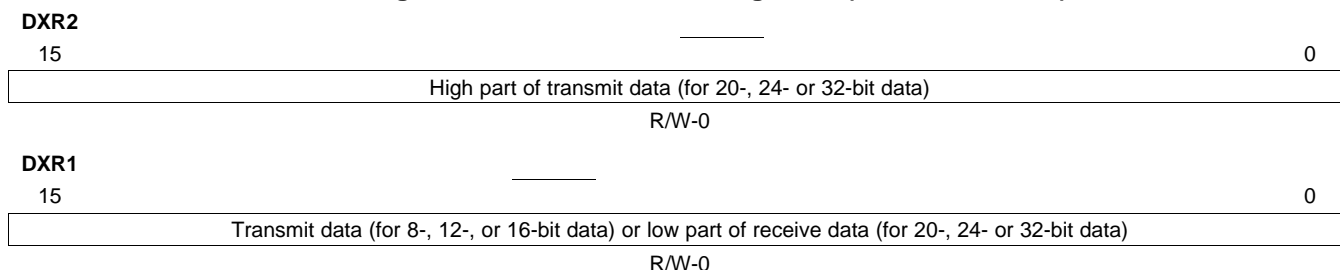 DXR2
15 0
High part of transmit data (for 20-, 24- or 32-bit data)
R/W-0
DXR1
15 0
Transmit data (for 8-, 12-, or 16-bit data) or low part of receive data (for 20-, 24- or 32-bit data)
R/W-0